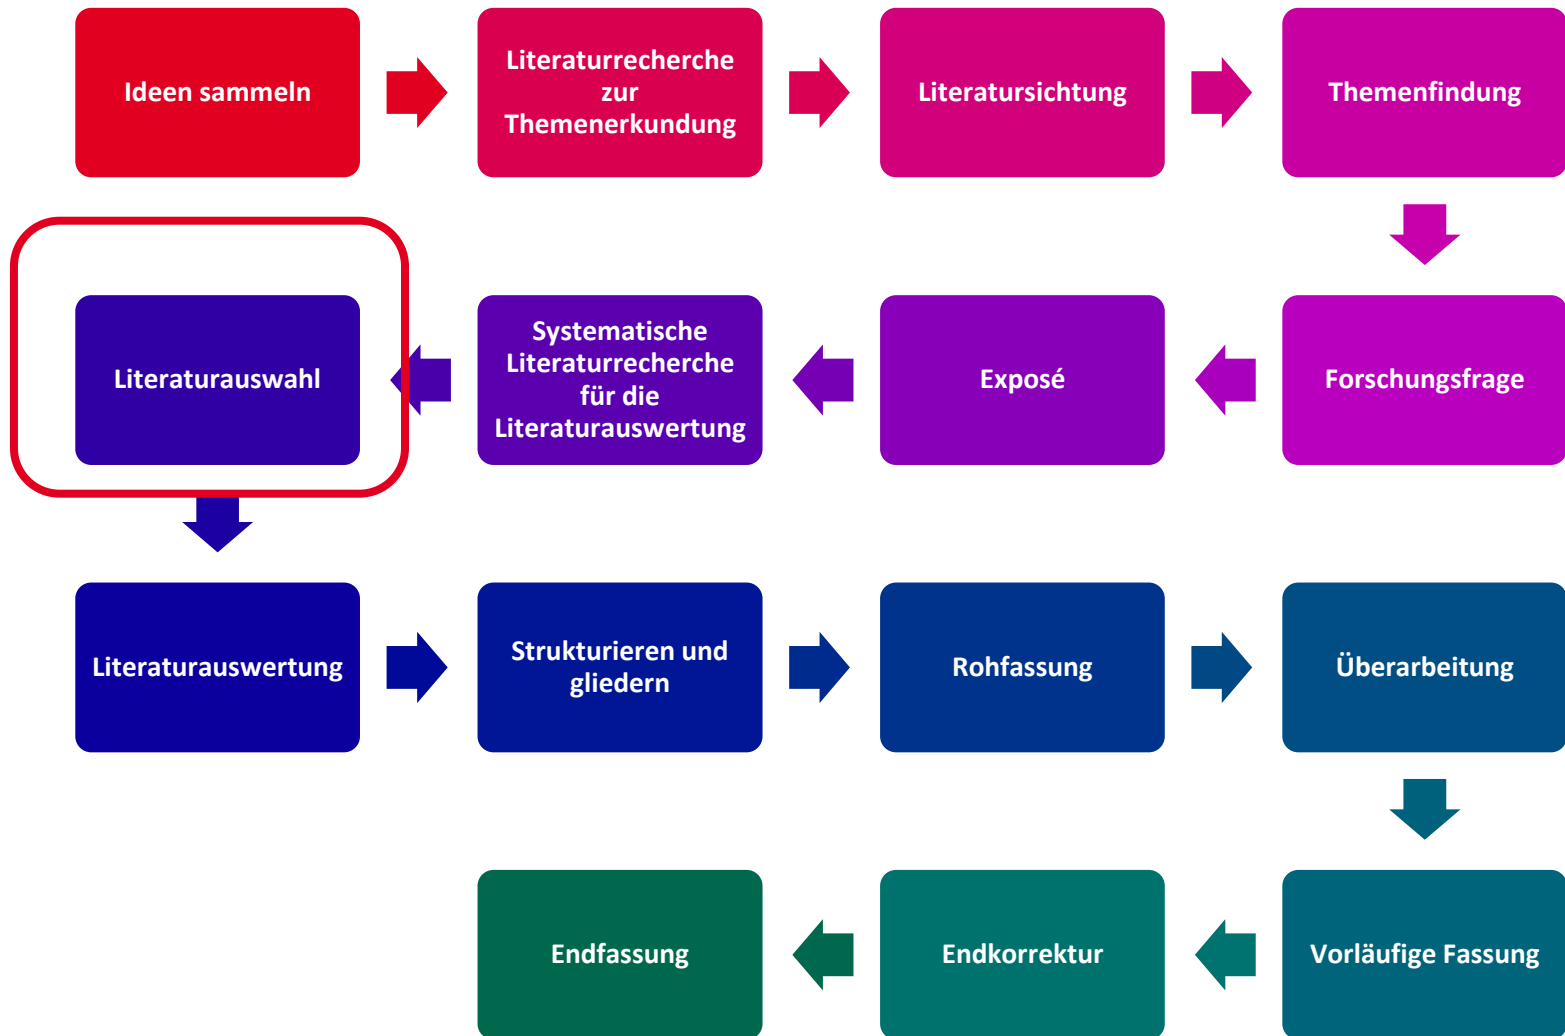 Ideen sammeln
Literaturrecherche
zur
Themenerkundung
Literatursichtung
Themenfindung
Forschungsfrage
Exposé
Systematische
Literaturrecherche
für die
Literaturauswertung
Literaturauswahl
Literaturauswertung
Strukturieren und
gliedern
Rohfassung
Überarbeitung
Vorläufige Fassung
Endkorrektur
Endfassung